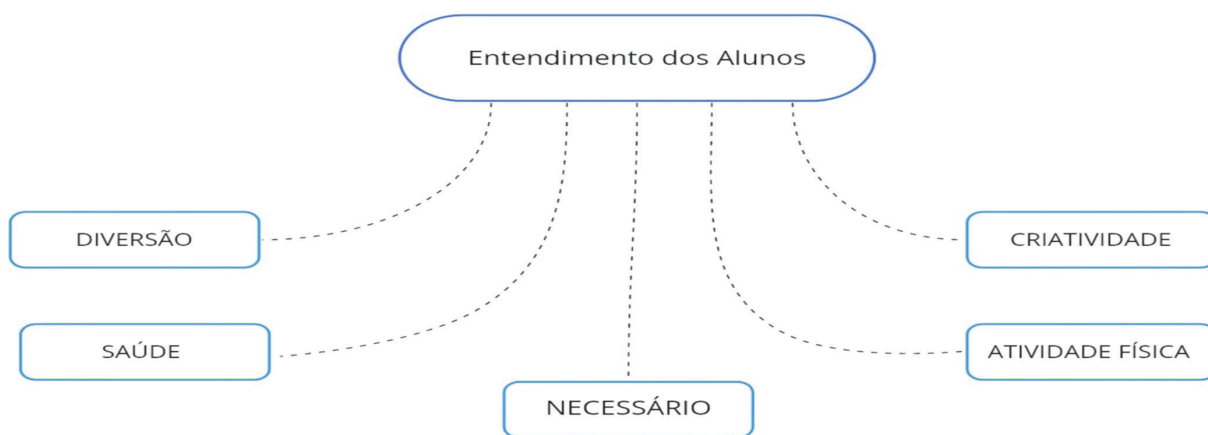 Entendimento dos Alunos
DIVERSÃO
CRIATIVIDADE
SAÚDE
ATIVIDADE FÍSICA
NECESSÁRIO